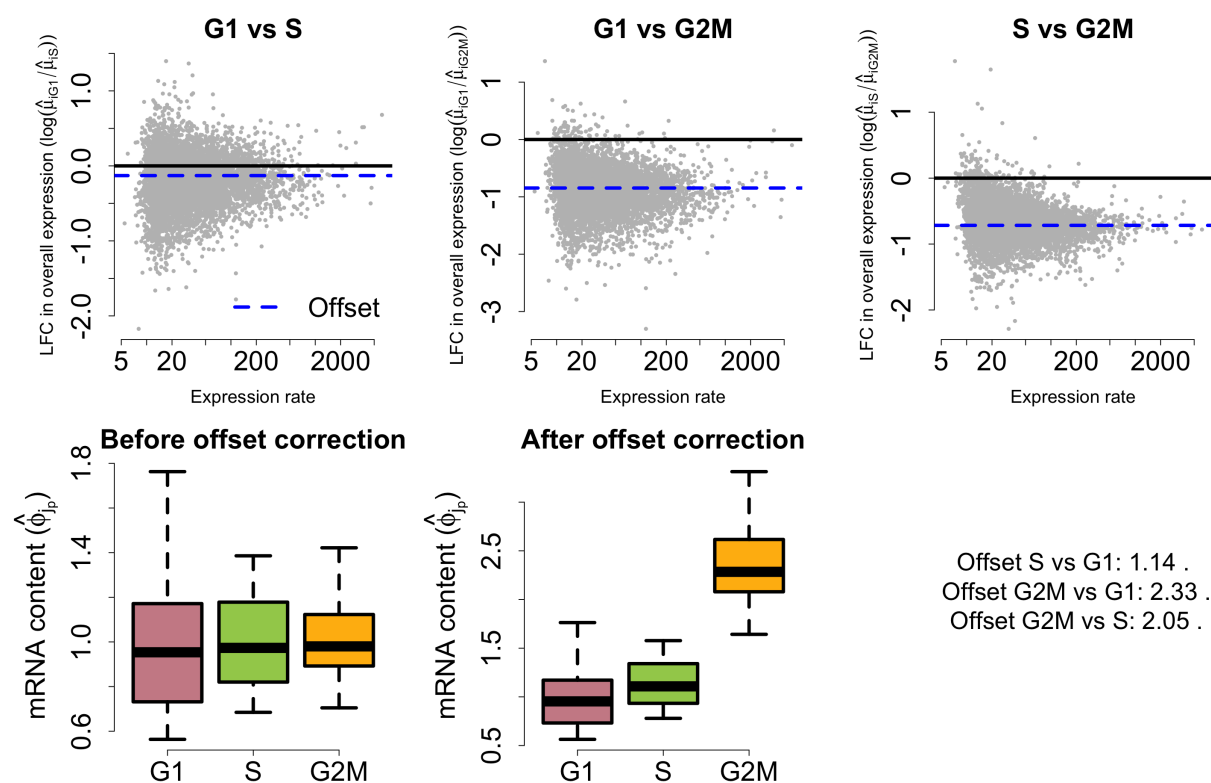 G1 vs S
G1 vs G2M
S vs G2M
LFC in overall expression (log(μ̂iG1/μ̂iS))
1.0
0.0
-1.0
-2.0
Offset
5
20
200
2000
Expression rate
LFC in overall expression (log(μ̂iG1/μ̂iG2M))
1
0
-1
-2
-3
5
20
200
2000
Expression rate
LFC in overall expression (log(μ̂iS/μ̂iG2M))
1
0
-1
-2
5
20
200
2000
Expression rate
Before offset correction
mRNA content (ϕ̂jp)
1.8
1.4
1.0
0.6
G1
S
G2M
After offset correction
mRNA content (ϕ̂jp)
2.5
1.5
0.5
G1
S
G2M
Offset S vs G1: 1.14 .
Offset G2M vs G1: 2.33 .
Offset G2M vs S: 2.05 .